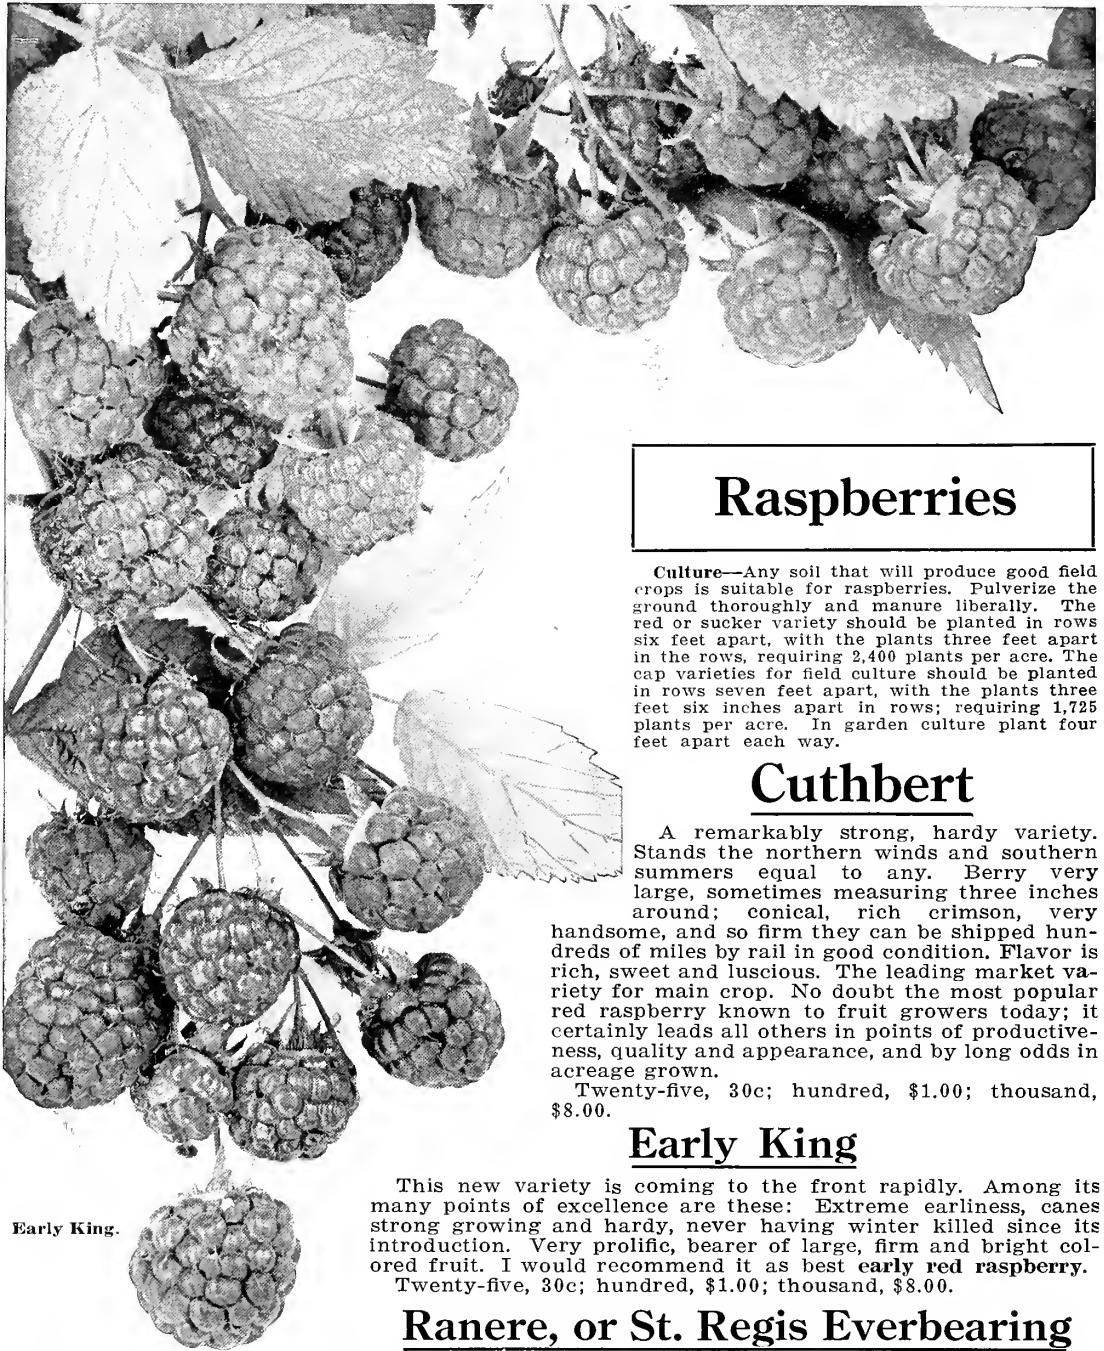 Raspberries
Culture—Any soil that will produce good field
crops is suitable for raspberries. Pulverize the
ground thoroughly and manure liberally. The
red or sucker variety should be planted in rows
six feet apart, with the plants three feet apart
in the rows, requiring 2,400 plants per acre. The
cap varieties for field culture should be planted
in rows seven feet apart, with the plants three
feet six inches apart in rows; requiring 1,725
plants per acre. In garden culture plant four
feet apart each way.
Cuthbert
A remarkably strong, hardy variety.
Stands the northern winds and southern
summers equal to any. Berry very
large, sometimes measuring three inches
around; conical, rich crimson, very
handsome, and so firm they can be shipped hun-
dreds of miles by rail in good condition. Flavor is
rich, sweet and luscious. The leading market va-
riety for main crop. No doubt the most popular
red raspberry known to fruit growers today; it
certainly leads all others in points of productive-
ness, quality and appearance, and by long odds in
acreage grown.
Twenty-five, 30c; hundred, $1.00; thousand,
$8.00.
Early King
This new variety is coming to the front rapidly. Among its
many points of excellence are these: Extreme earliness, canes
strong growing and hardy, never having winter killed since its
introduction. Very prolific, bearer of large, firm and bright col-
ored fruit. I would recommend it as best early red raspberry.
Twenty-five, 30c; hundred, $1.00; thousand, $8.00.
Early King.
Ranere, or St. Regis Everbearing